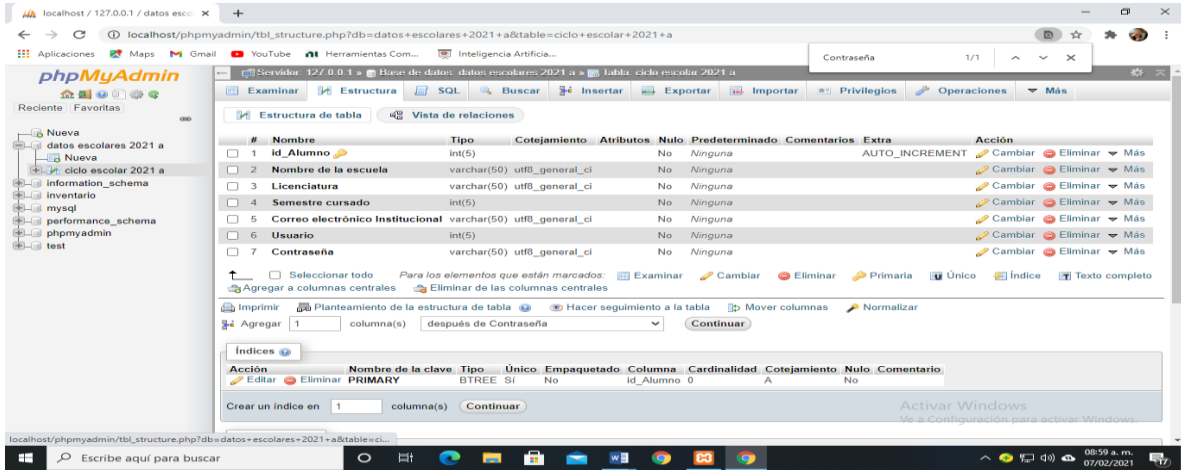 localhost / 127.0.0.1 / datos esco
localhost/phpmyadmin/tbl_structure.php?db=datos+escolares+2021+a&table=ciclo+escolar+2021+a
Aplicaciones Maps Gmail YouTube Herramientas Com... Inteligencia Artificia...
Contraseña 1/1
phpMyAdmin
Reciente Favoritas
Nueva
datos escolares 2021 a
Nueva
ciclo escolar 2021 a
information_schema
inventario
mysql
performance_schema
phpmyadmin
test
Servidor: 127.0.0.1 » Base de datos: datos escolares 2021 a » Tabla: ciclo escolar 2021 a
Examinar Estructura SQL Buscar Insertar Exportar Importar Privilegios Operaciones Más
Estructura de tabla Vista de relaciones
# Nombre Tipo Cotejamiento Atributos Nulo Predeterminado Comentarios Extra Acción
1 id_Alumno int(5) No Ninguna AUTO_INCREMENT Cambiar Eliminar Más
2 Nombre de la escuela varchar(50) utf8_general_ci No Ninguna Cambiar Eliminar Más
3 Licenciatura varchar(50) utf8_general_ci No Ninguna Cambiar Eliminar Más
4 Semestre cursado int(5) No Ninguna Cambiar Eliminar Más
5 Correo electrónico Institucional varchar(50) utf8_general_ci No Ninguna Cambiar Eliminar Más
6 Usuario int(5) No Ninguna Cambiar Eliminar Más
7 Contraseña varchar(50) utf8_general_ci No Ninguna Cambiar Eliminar Más
Seleccionar todo Para los elementos que están marcados: Examinar Cambiar Eliminar Primaria Único Índice Texto completo
Agregar a columnas centrales Eliminar de las columnas centrales
Imprimir Planteamiento de la estructura de tabla Hacer seguimiento a la tabla Mover columnas Normalizar
Agregar 1 columna(s) después de Contraseña Continuar
Índices
Acción Nombre de la clave Tipo Único Empaquetado Columna Cardinalidad Cotejamiento Nulo Comentario
Editar Eliminar PRIMARY BTREE Sí No id_Alumno 0 A No
Crear un índice en 1 columna(s) Continuar
Activar Windows
Ve a Configuración para activar Windows.
localhost/phpmyadmin/tbl_structure.php?db=datos+escolares+2021+a&table=ci...
Escribe aquí para buscar
08:59 a. m.
07/02/2021
17